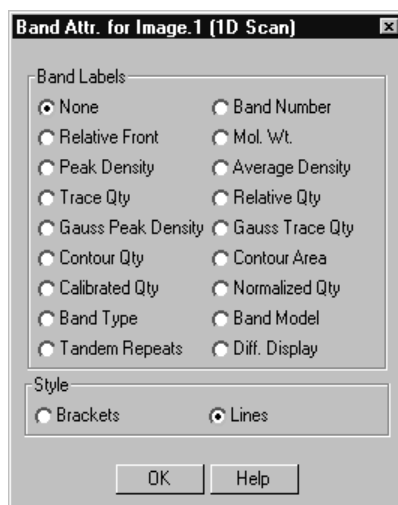 Band Attr. for Image.1 (1D Scan)
Band Labels
None Band Number
Relative Front Mol. Wt.
Peak Density Average Density
Trace Qty Relative Qty
Gauss Peak Density Gauss Trace Qty
Contour Qty Contour Area
Calibrated Qty Normalized Qty
Band Type Band Model
Tandem Repeats Diff. Display
Style
Brackets Lines
OK Help